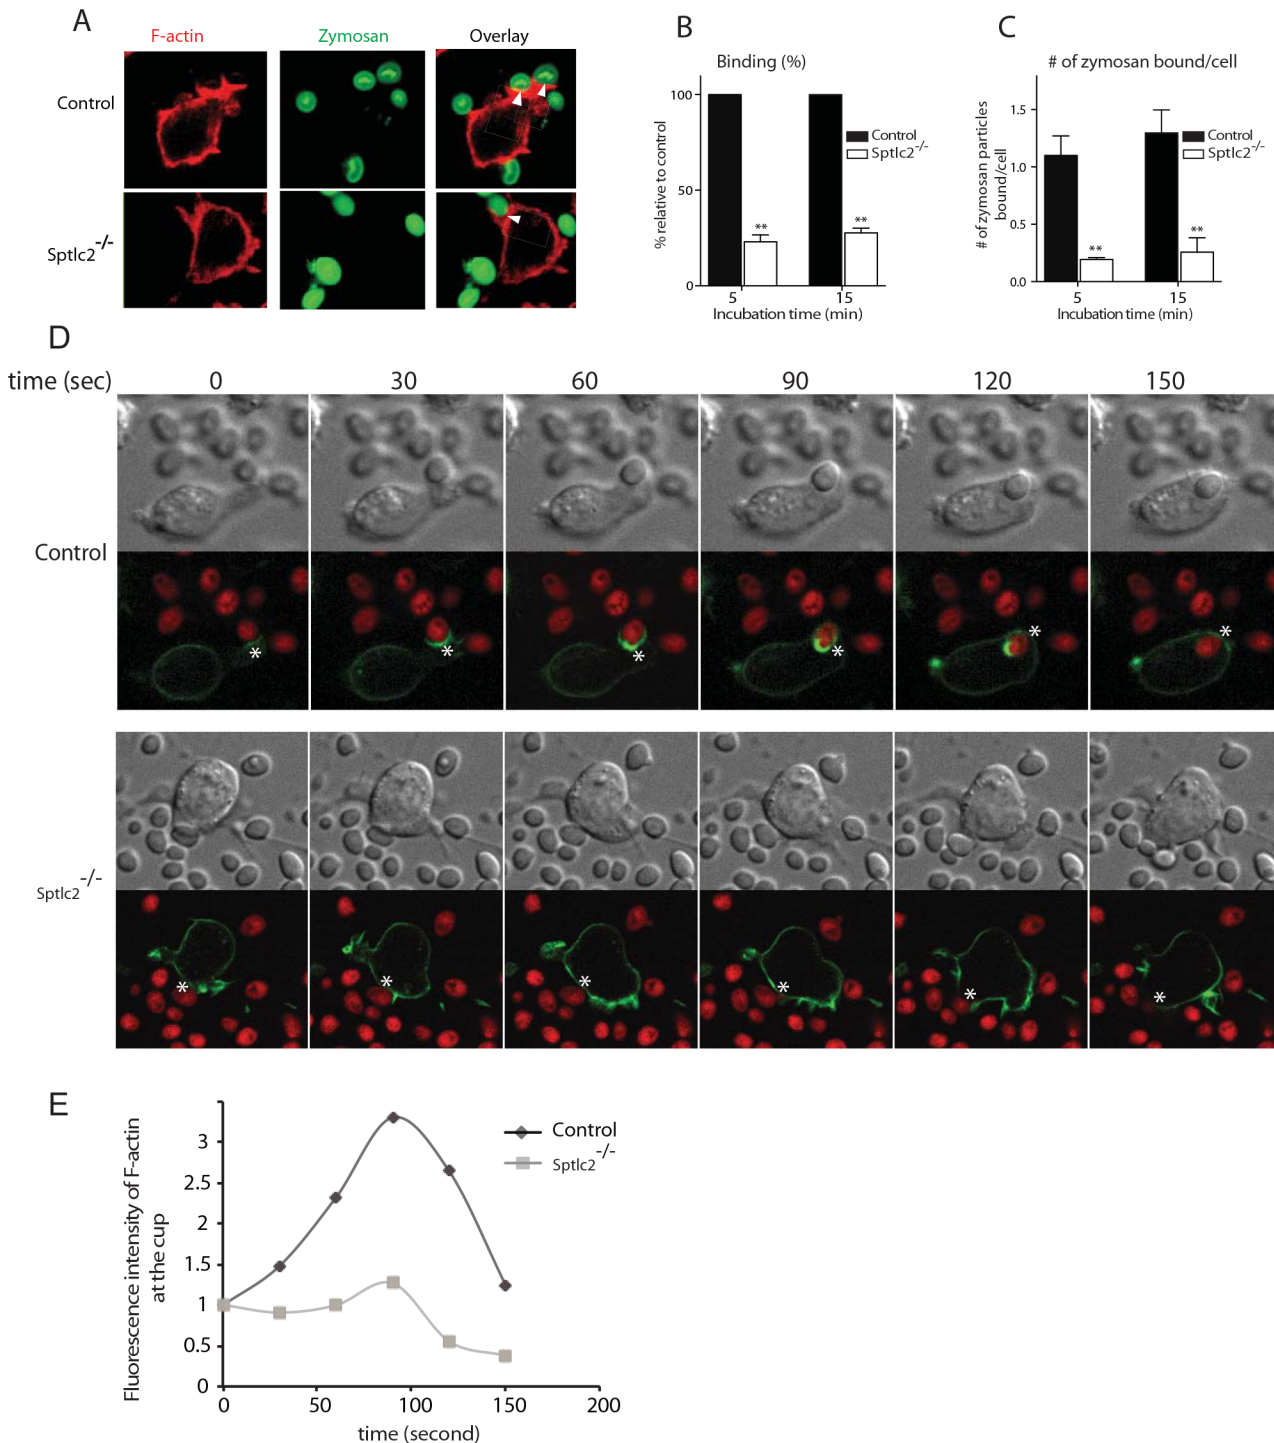 A
F-actin
Zymosan
Overlay
Control
Sptlc2-/-
B
Binding (%)
% relative to control
100
50
0
5
15
Incubation time (min)
Control
Sptlc2-/-
**
**
C
# of zymosan bound/cell
# of zymosan particles
bound/cell
1.5
1.0
0.5
0.0
5
15
Incubation time (min)
Control
Sptlc2-/-
**
**
D
time (sec)
0
30
60
90
120
150
Control
*
*
*
*
*
*
Sptlc2-/-
*
*
*
*
*
*
E
Fluorescence intensity of F-actin
at the cup
3
2.5
2
1.5
1
0.5
0
0
50
100
150
200
time (second)
Control
Sptlc2-/-